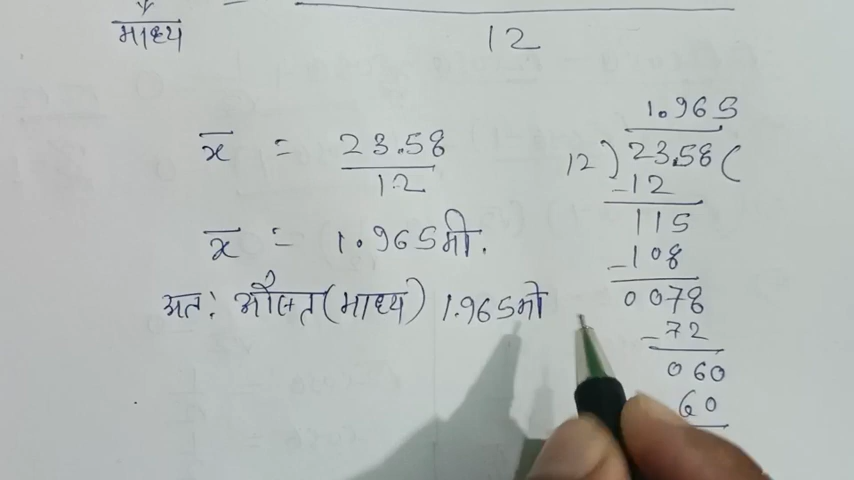 माध्य =
12
x̄ = 23.58/12
x̄ = 1.965मी.
अतः औसत(माध्य) 1.965मी
1.965
12)23.58(
-12
115
-108
0078
-72
060
60